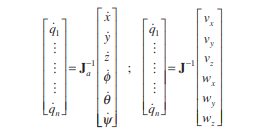 [q̇₁ ⋮ ⋮ ⋮ q̇ₙ] = J_a⁻¹ [ẋ ẏ ż ϕ̇ θ̇ ψ̇] ; [q̇₁ ⋮ ⋮ ⋮ q̇ₙ] = J⁻¹ [v_x v_y v_z w_x w_y w_z]